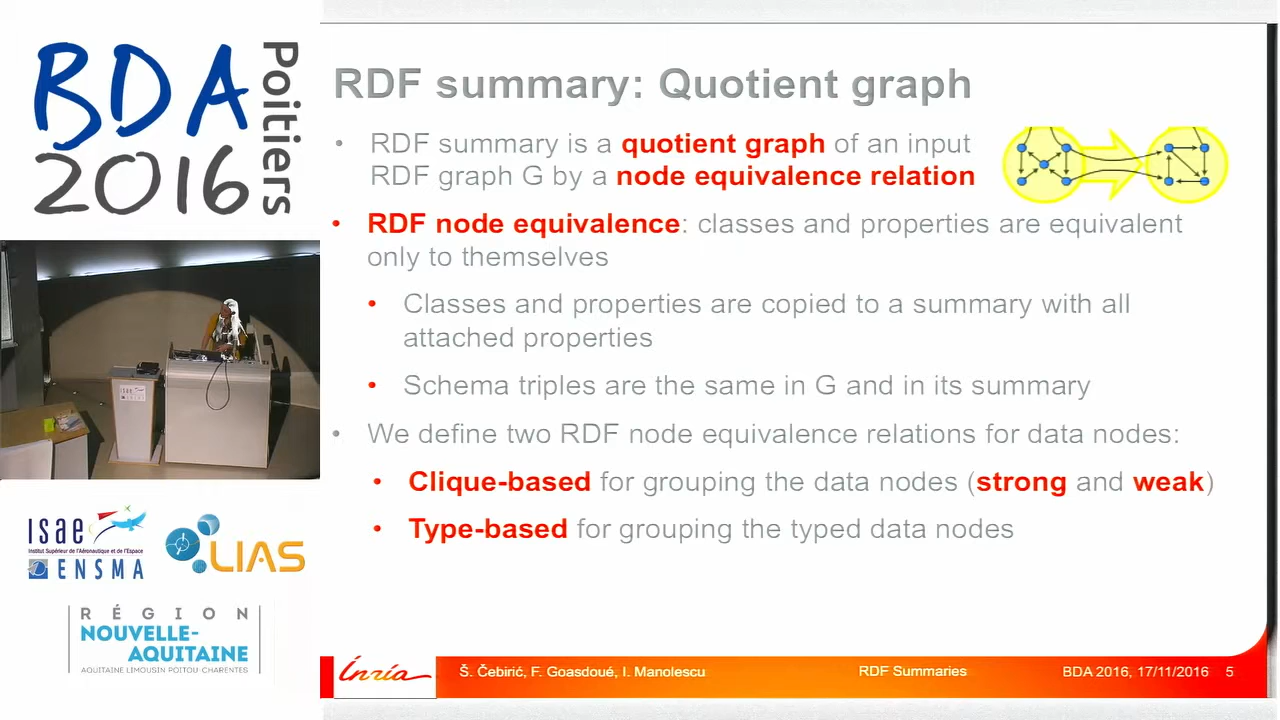 BDA
2016
Poitiers
RDF summary: Quotient graph
• RDF summary is a quotient graph of an input
RDF graph G by a node equivalence relation
• RDF node equivalence: classes and properties are equivalent
only to themselves
• Classes and properties are copied to a summary with all
attached properties
• Schema triples are the same in G and in its summary
• We define two RDF node equivalence relations for data nodes:
• Clique-based for grouping the data nodes (strong and weak)
• Type-based for grouping the typed data nodes
isae
Institut Supérieur de l'Aéronautique et de l'Espace
ENSMA
LIAS
RÉGION
NOUVELLE-
AQUITAINE
AQUITAINE LIMOUSIN POITOU-CHARENTES
Inría
Š. Čebirić, F. Goasdoué, I. Manolescu
RDF Summaries
BDA 2016, 17/11/2016 5